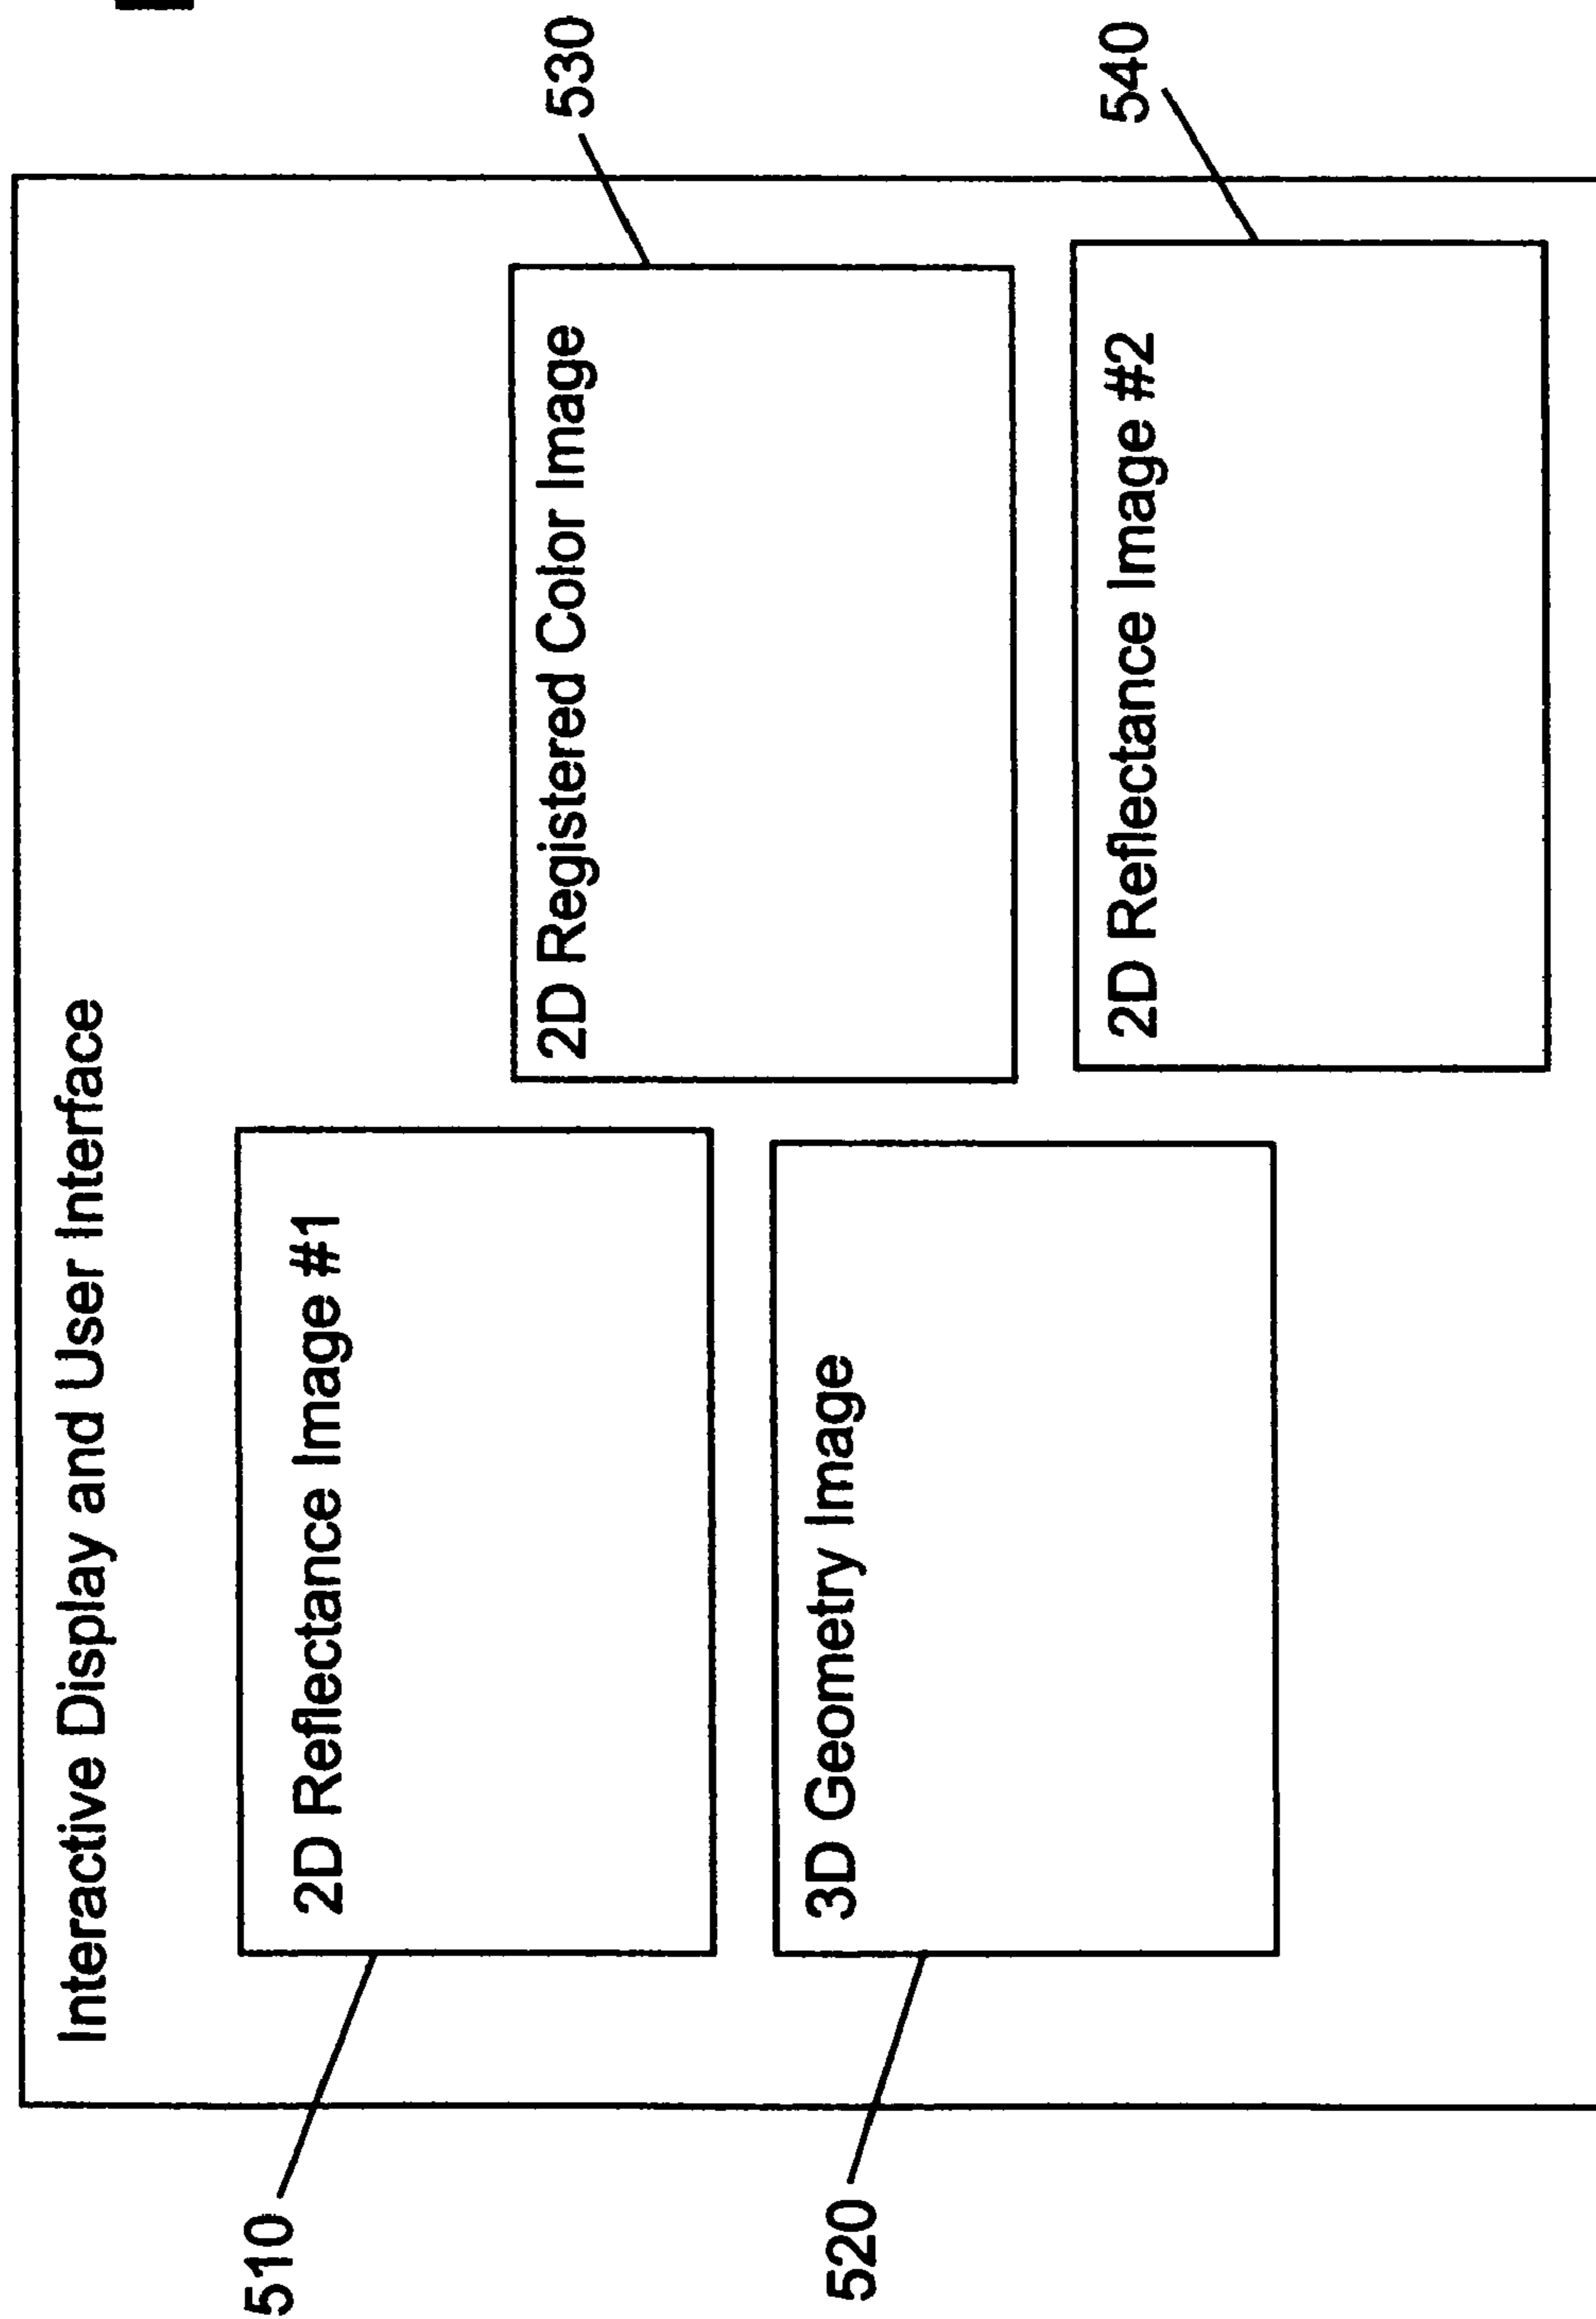 Interactive Display and User Interface
510
2D Reflectance Image #1
520
3D Geometry Image
530
2D Registered Color Image
540
2D Reflectance Image #2